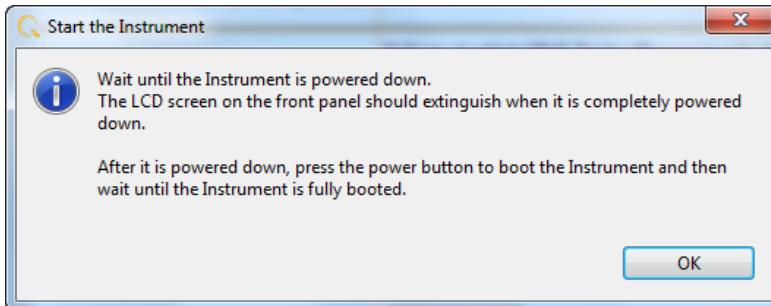 Start the Instrument
Wait until the Instrument is powered down.
The LCD screen on the front panel should extinguish when it is completely powered
down.
After it is powered down, press the power button to boot the Instrument and then
wait until the Instrument is fully booted.
OK